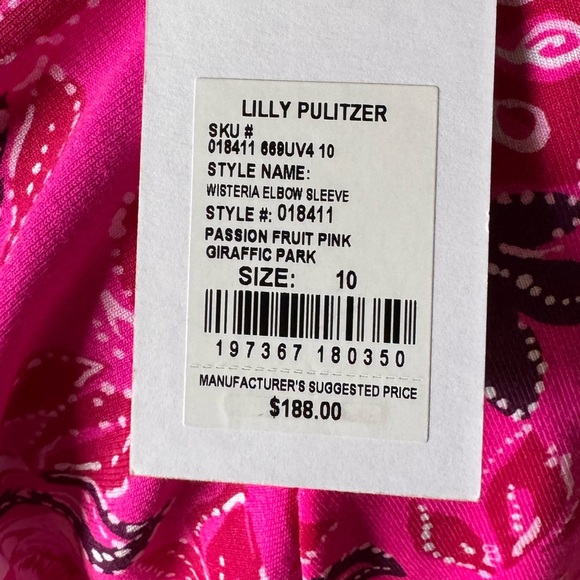 LILLY PULITZER
SKU #
018411 669UV4 10
STYLE NAME:
WISTERIA ELBOW SLEEVE
STYLE #: 018411
PASSION FRUIT PINK
GIRAFFIC PARK
SIZE: 10
197367 180350
MANUFACTURER'S SUGGESTED PRICE
$188.00